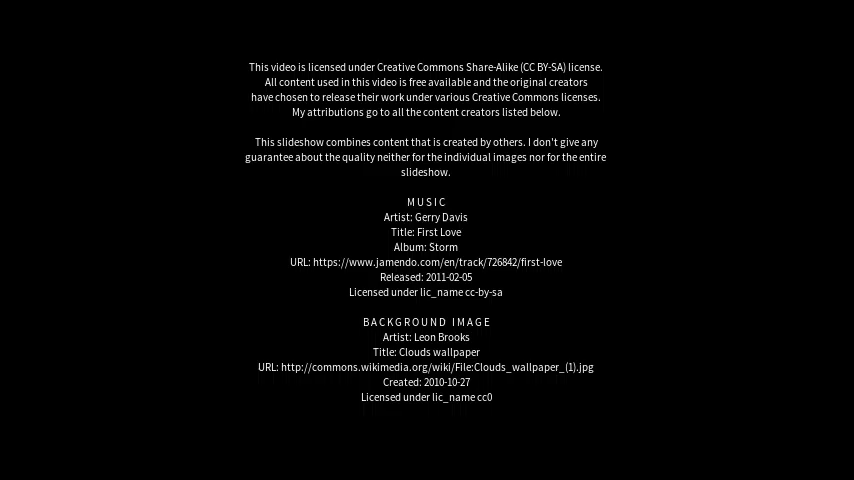 This video is licensed under Creative Commons Share-Alike (CC BY-SA) license.
All content used in this video is free available and the original creators
have chosen to release their work under various Creative Commons licenses.
My attributions go to all the content creators listed below.
This slideshow combines content that is created by others. I don't give any
guarantee about the quality neither for the individual images nor for the entire
slideshow.
MUSIC
Artist: Gerry Davis
Title: First Love
Album: Storm
URL: https://www.jamendo.com/en/track/726842/first-love
Released: 2011-02-05
Licensed under lic_name cc-by-sa
BACKGROUND IMAGE
Artist: Leon Brooks
Title: Clouds wallpaper
URL: http://commons.wikimedia.org/wiki/File:Clouds_wallpaper_(1).jpg
Created: 2010-10-27
Licensed under lic_name cc0